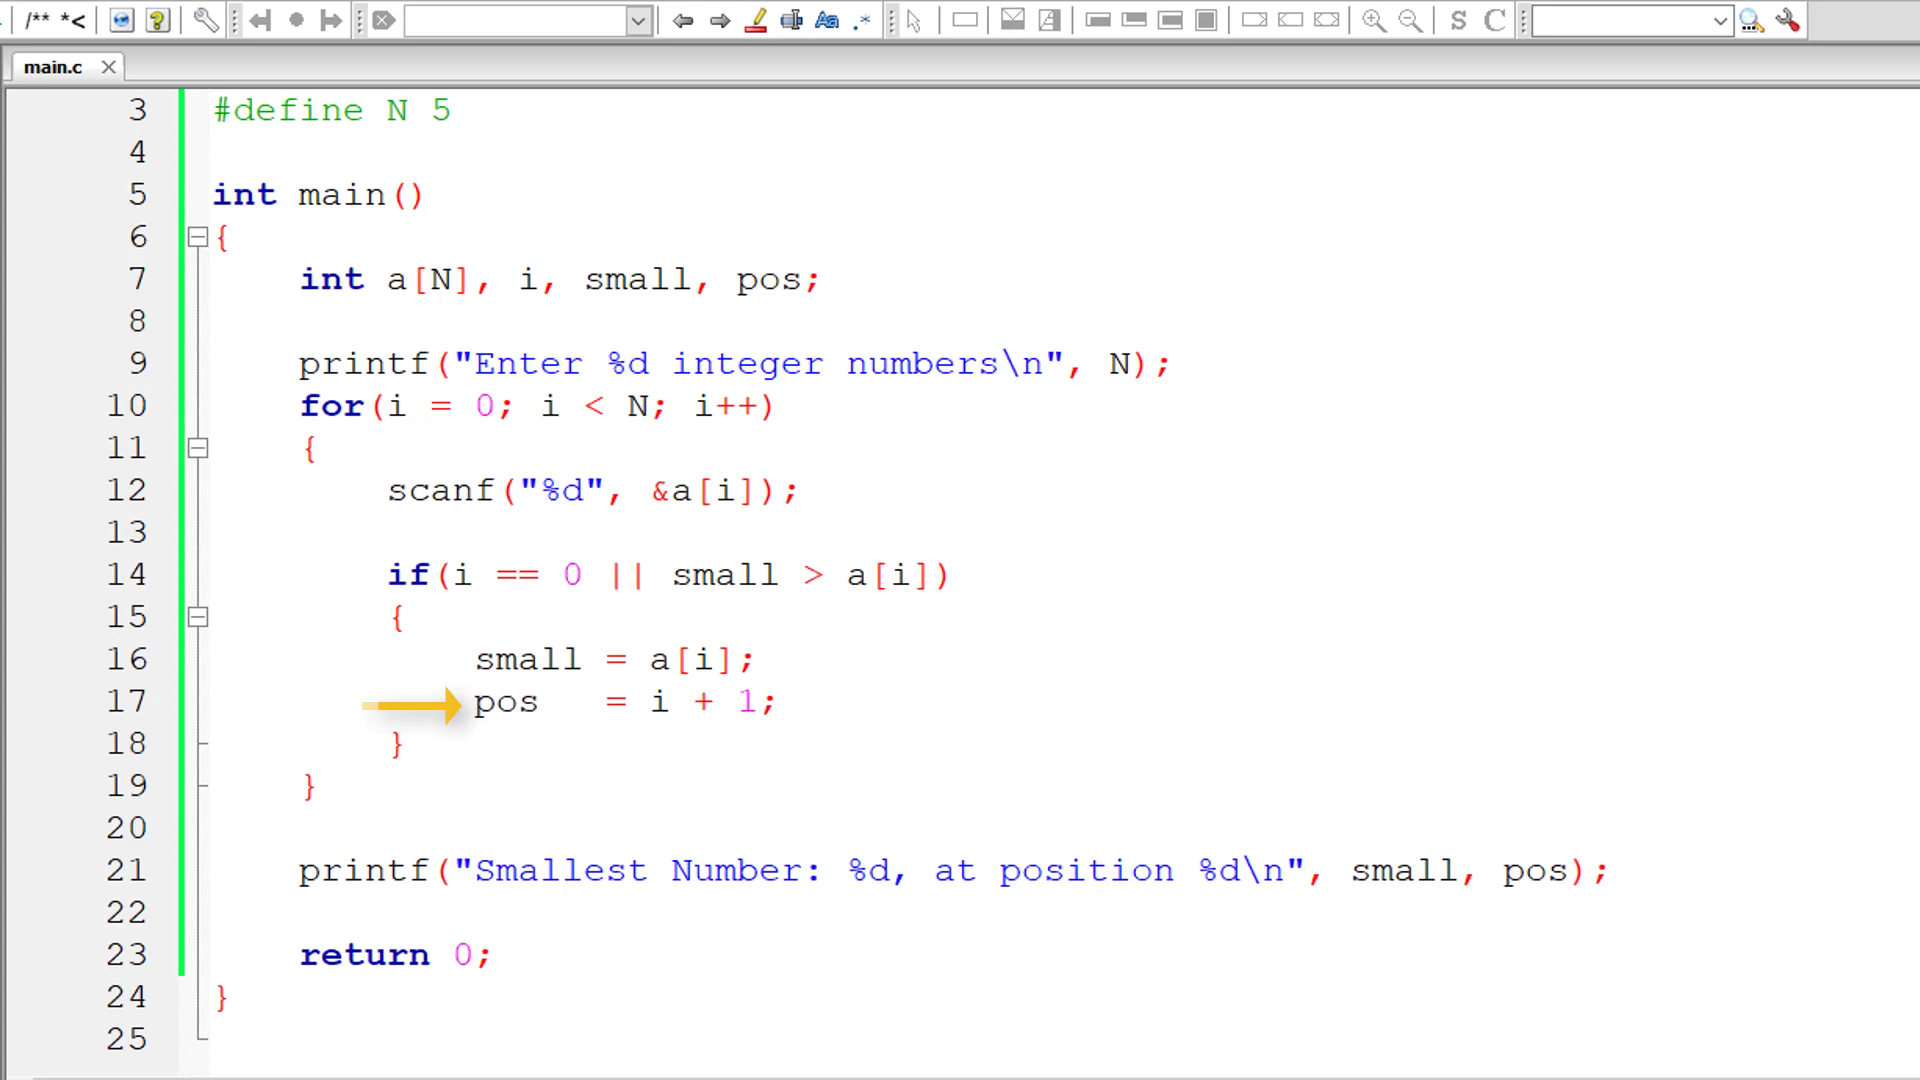 /** *<
S C
main.c
3 #define N 5
4
5 int main()
6 {
7 int a[N], i, small, pos;
8
9 printf("Enter %d integer numbers\n", N);
10 for(i = 0; i < N; i++)
11 {
12 scanf("%d", &a[i]);
13
14 if(i == 0 || small > a[i])
15 {
16 small = a[i];
17 pos = i + 1;
18 }
19 }
20
21 printf("Smallest Number: %d, at position %d\n", small, pos);
22
23 return 0;
24 }
25